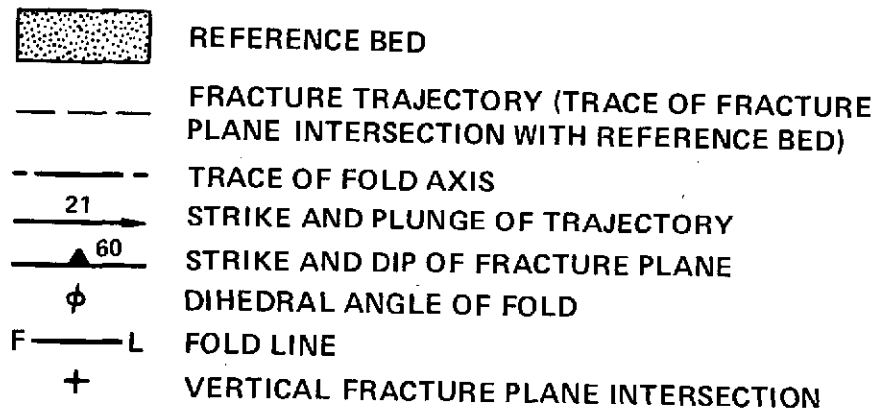 REFERENCE BED
FRACTURE TRAJECTORY (TRACE OF FRACTURE
PLANE INTERSECTION WITH REFERENCE BED)
TRACE OF FOLD AXIS
21 STRIKE AND PLUNGE OF TRAJECTORY
60 STRIKE AND DIP OF FRACTURE PLANE
ϕ DIHEDRAL ANGLE OF FOLD
F L FOLD LINE
+ VERTICAL FRACTURE PLANE INTERSECTION